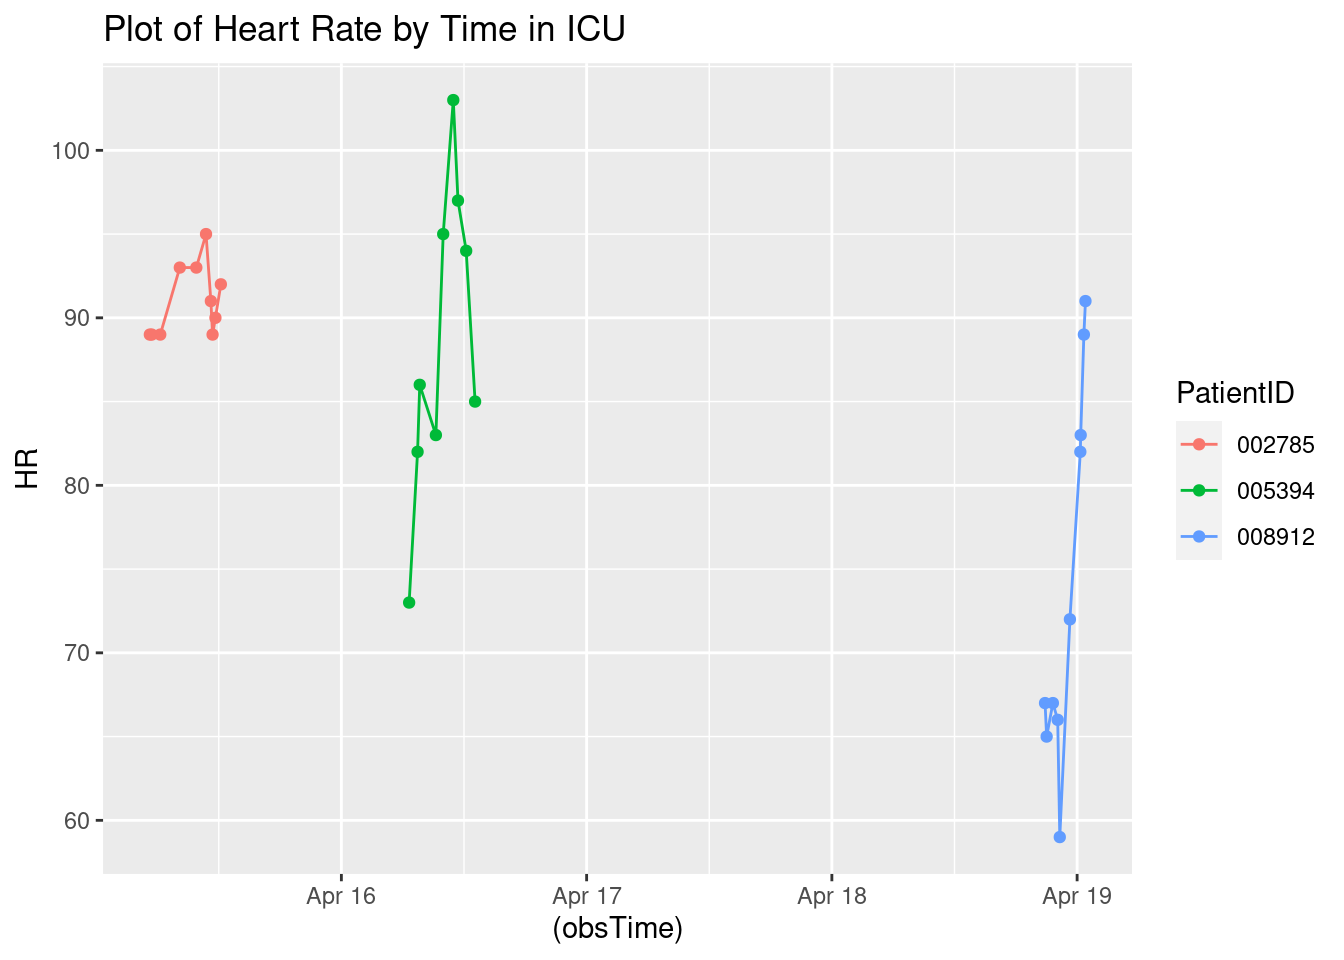 Plot of Heart Rate by Time in ICU
100
90
80
70
60
HR
Apr 16
Apr 17
Apr 18
Apr 19
(obsTime)
PatientID
002785
005394
008912